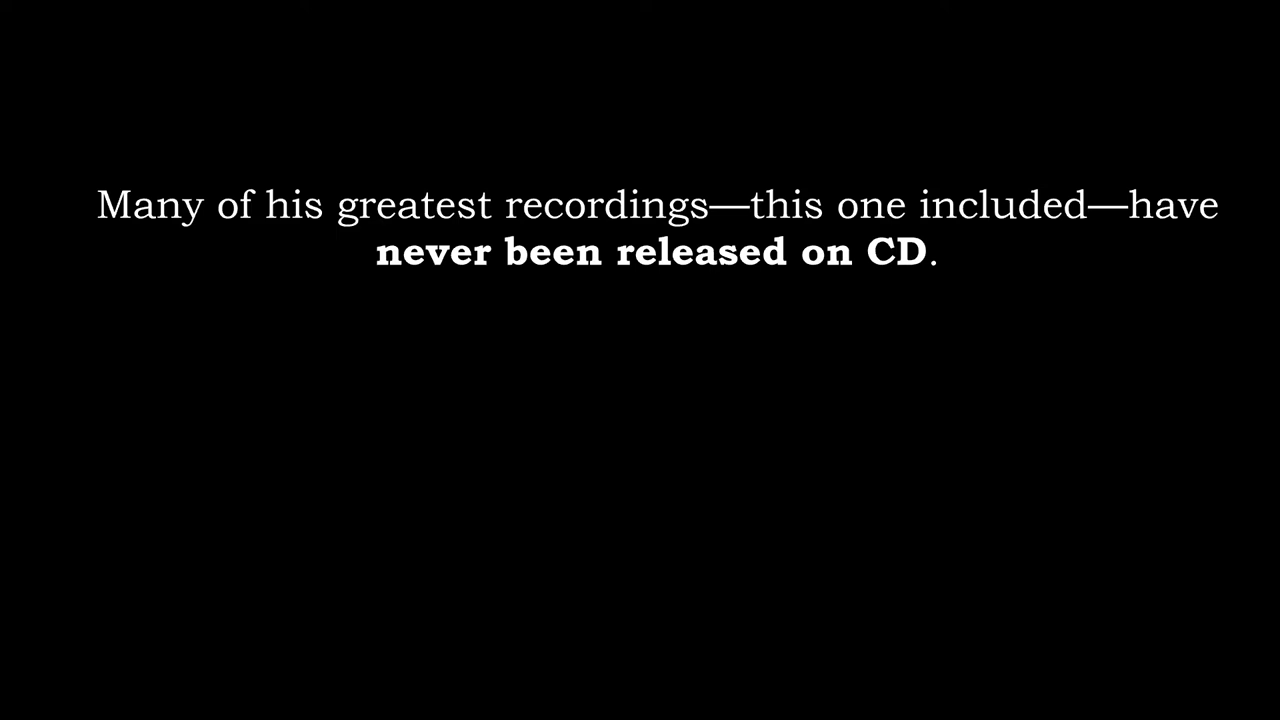 Many of his greatest recordings—this one included—have
never been released on CD.